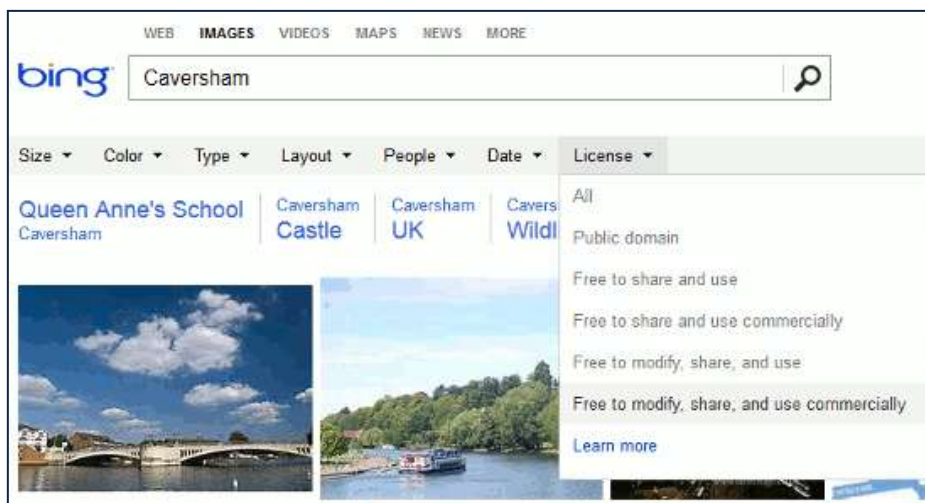 WEB IMAGES VIDEOS MAPS NEWS MORE
bing Caversham
Size Color Type Layout People Date License
Queen Anne's School
Caversham
Caversham
Castle
Caversham
UK
Cavers
Wildl
All
Public domain
Free to share and use
Free to share and use commercially
Free to modify, share, and use
Free to modify, share, and use commercially
Learn more